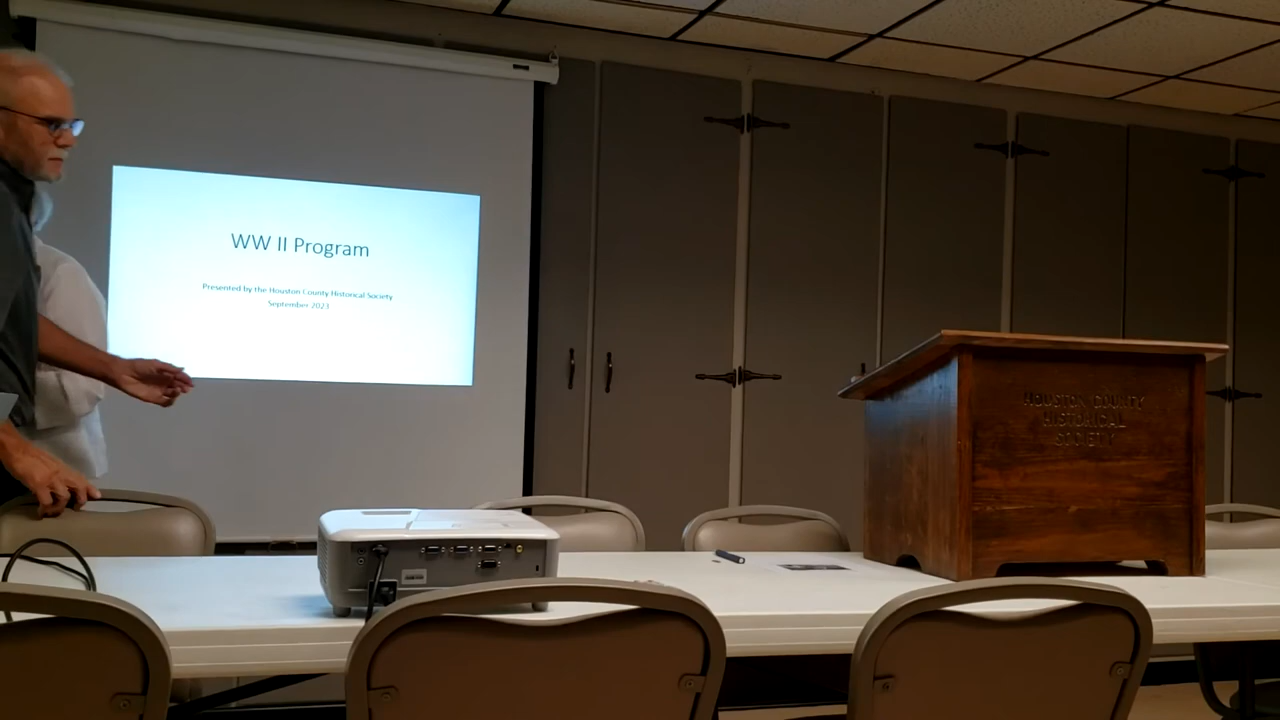 WW II Program
Presented by the Houston County Historical Society
September 2023
HOUSTON COUNTY
HISTORICAL
SOCIETY